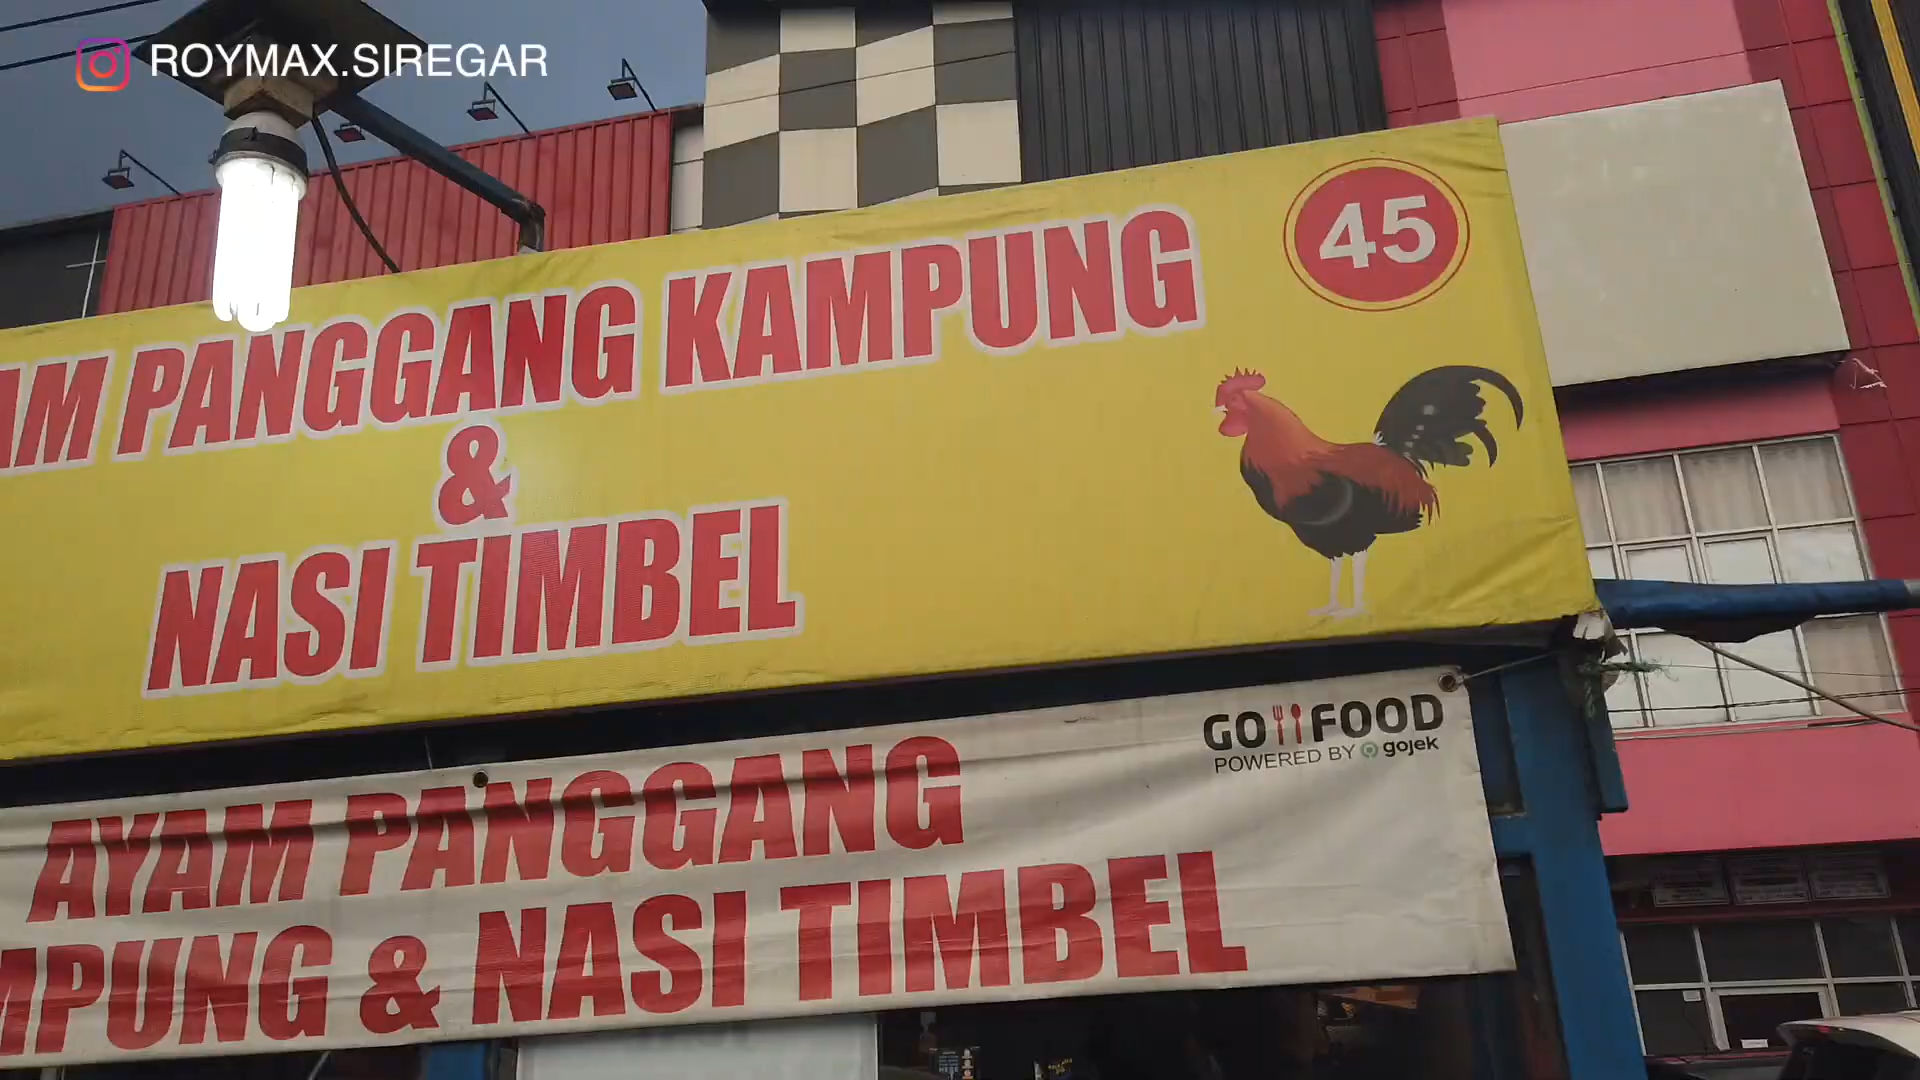 ROYMAX.SIREGAR
45
AM PANGGANG KAMPUNG
&
NASI TIMBEL
GO FOOD
POWERED BY gojek
AYAM PANGGANG
MPUNG & NASI TIMBEL